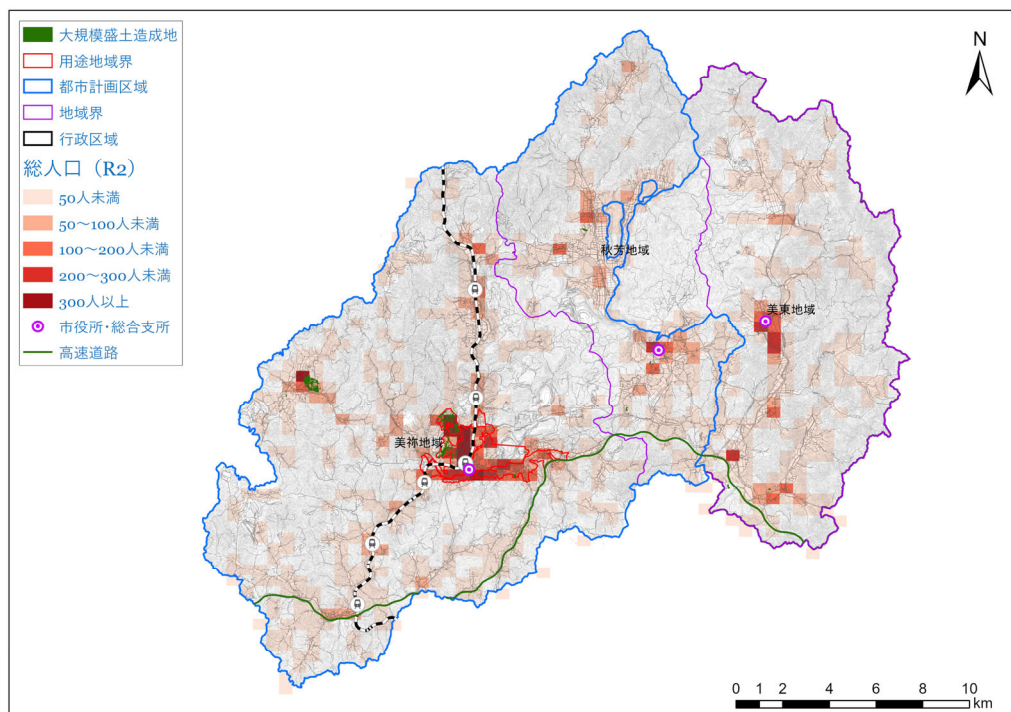 大規模盛土造成地
用途地域界
都市計画区域
地域界
行政区域
総人口（R2）
50人未満
50～100人未満
100～200人未満
200～300人未満
300人以上
市役所・総合支所
高速道路
N
秋芳地域
美東地域
美祢地域
0 1 2 4 6 8 10
km